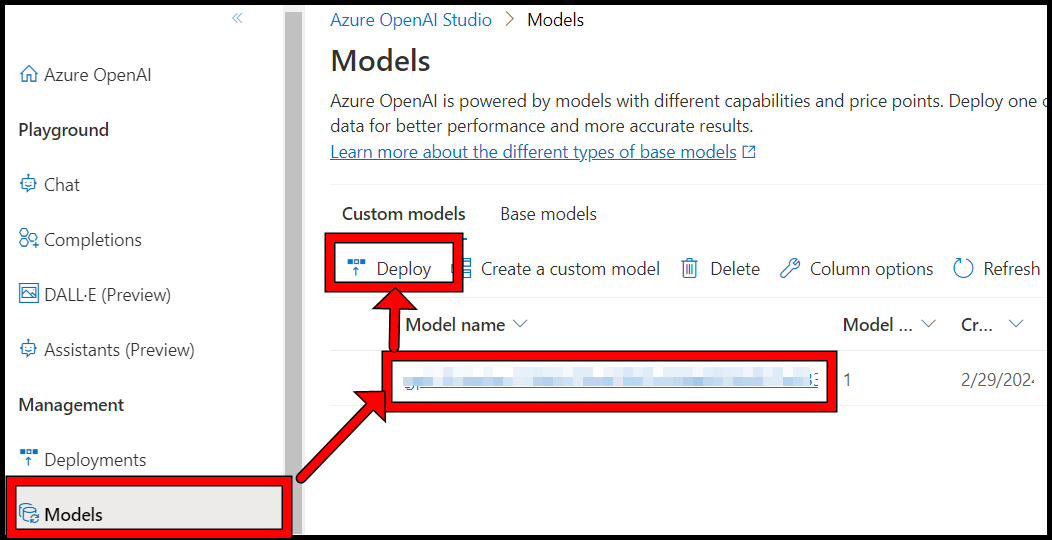 Azure OpenAI Studio > Models
Azure OpenAI
Playground
Chat
Completions
DALL·E (Preview)
Assistants (Preview)
Management
Deployments
Models
Models
Azure OpenAI is powered by models with different capabilities and price points. Deploy one
data for better performance and more accurate results.
Learn more about the different types of base models
Custom models Base models
Deploy Create a custom model Delete Column options Refresh
Model name Model ... Cr...
1 2/29/202